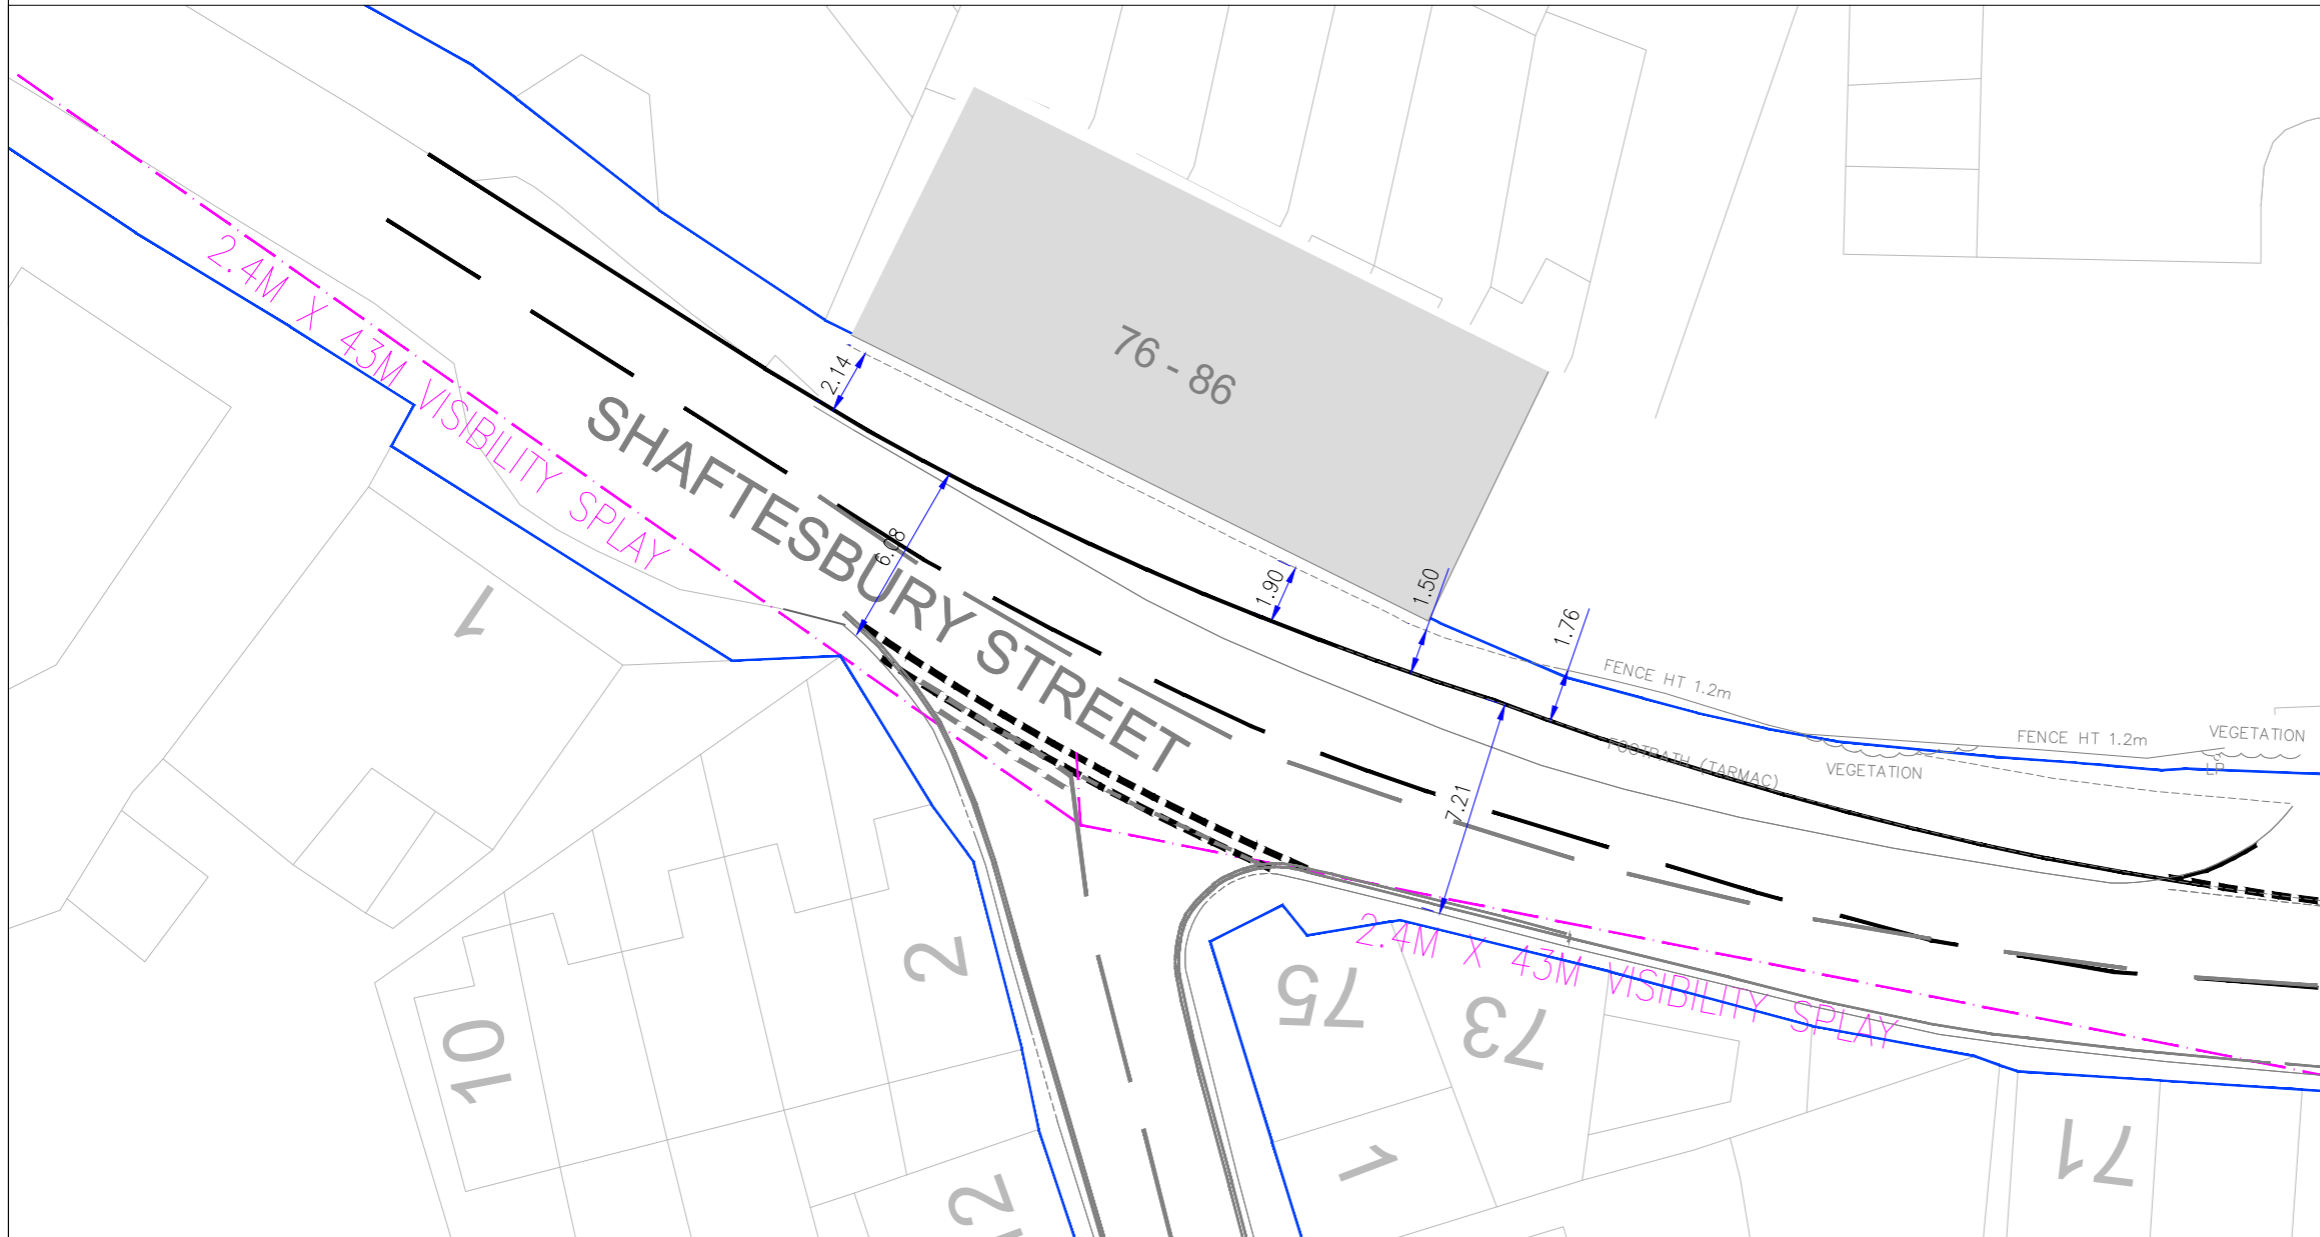 2.4M X 43M VISIBILITY SPLAY
76 - 86
2.14
SHAFTESBURY STREET
6.08
1.90
1.50
1.76
FENCE HT 1.2m
FENCE HT 1.2m
VEGETATION
FOOTPATH (TARMAC)
VEGETATION
LP
7.21
1
2
75
2.4M X 43M VISIBILITY SPLAY
73
10
1
71